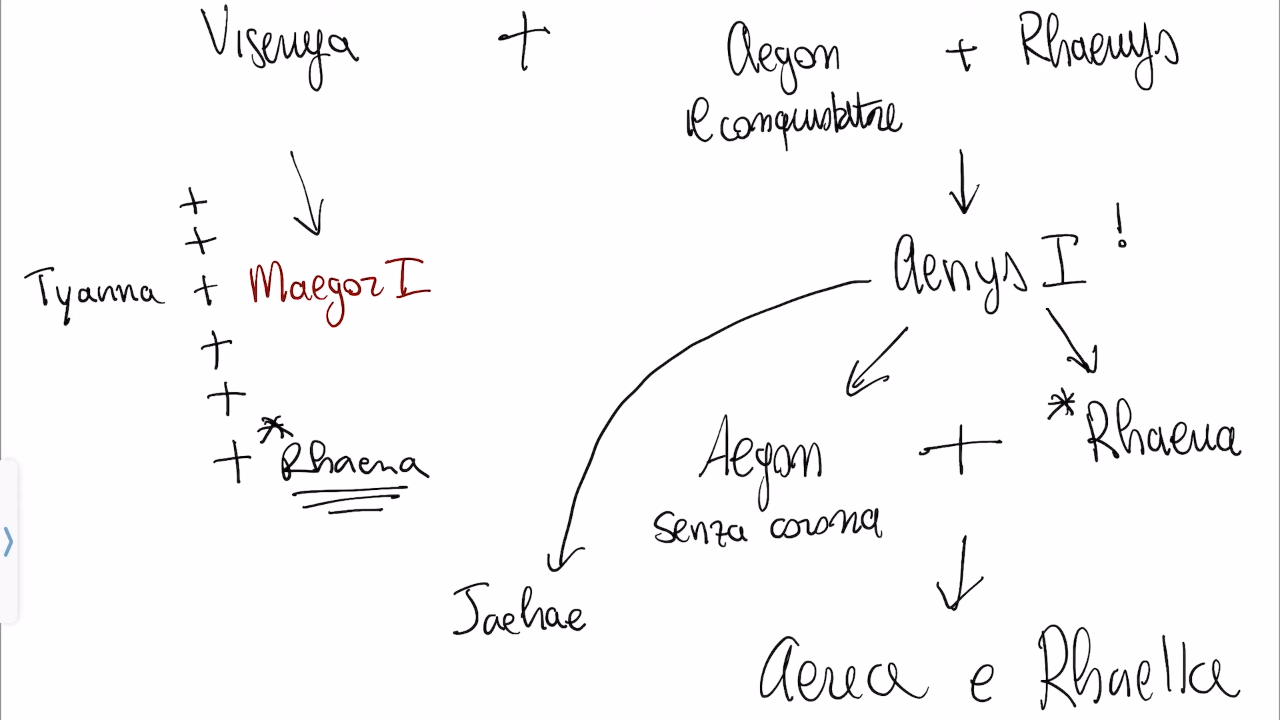 Visenya + Aegon + Rhaenys
il conquistatore
+
+
Tyanna + Maegor I
Aenys I !
+
+
+ *Rhaena
Aegon + *Rhaena
senza corona
Jaehae
Aerea e Rhaella